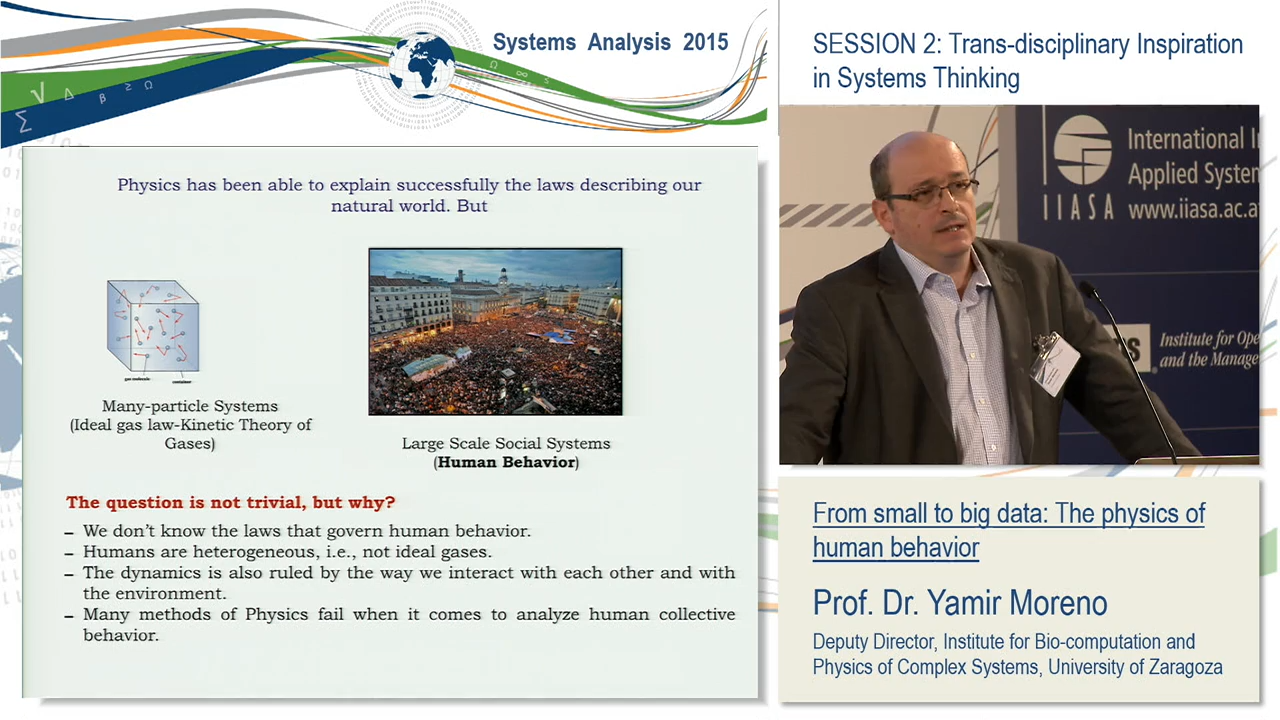 Systems Analysis 2015
√ Δ β ≥ Ω
Σ
Ω ∞ ≤
Physics has been able to explain successfully the laws describing our
natural world. But
gas molecule
container
Many-particle Systems
(Ideal gas law-Kinetic Theory of
Gases)
Large Scale Social Systems
(Human Behavior)
The question is not trivial, but why?
– We don't know the laws that govern human behavior.
– Humans are heterogeneous, i.e., not ideal gases.
– The dynamics is also ruled by the way we interact with each other and with
the environment.
– Many methods of Physics fail when it comes to analyze human collective
behavior.
SESSION 2: Trans-disciplinary Inspiration
in Systems Thinking
IIASA
International I
Applied System
www.iiasa.ac.a
S
Institute for Ope
and the Manage
From small to big data: The physics of
human behavior
Prof. Dr. Yamir Moreno
Deputy Director, Institute for Bio-computation and
Physics of Complex Systems, University of Zaragoza